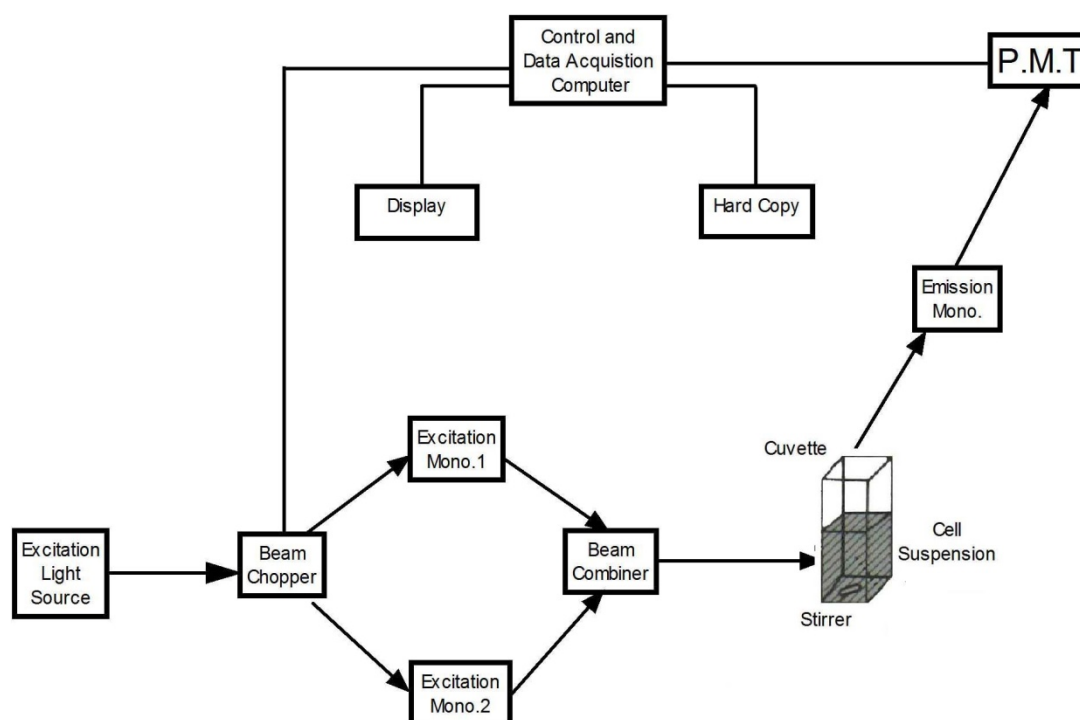 Control and
Data Acquistion
Computer
P.M.T
Display
Hard Copy
Emission
Mono.
Excitation
Mono.1
Cuvette
Cell
Suspension
Excitation
Light
Source
Beam
Chopper
Beam
Combiner
Stirrer
Excitation
Mono.2